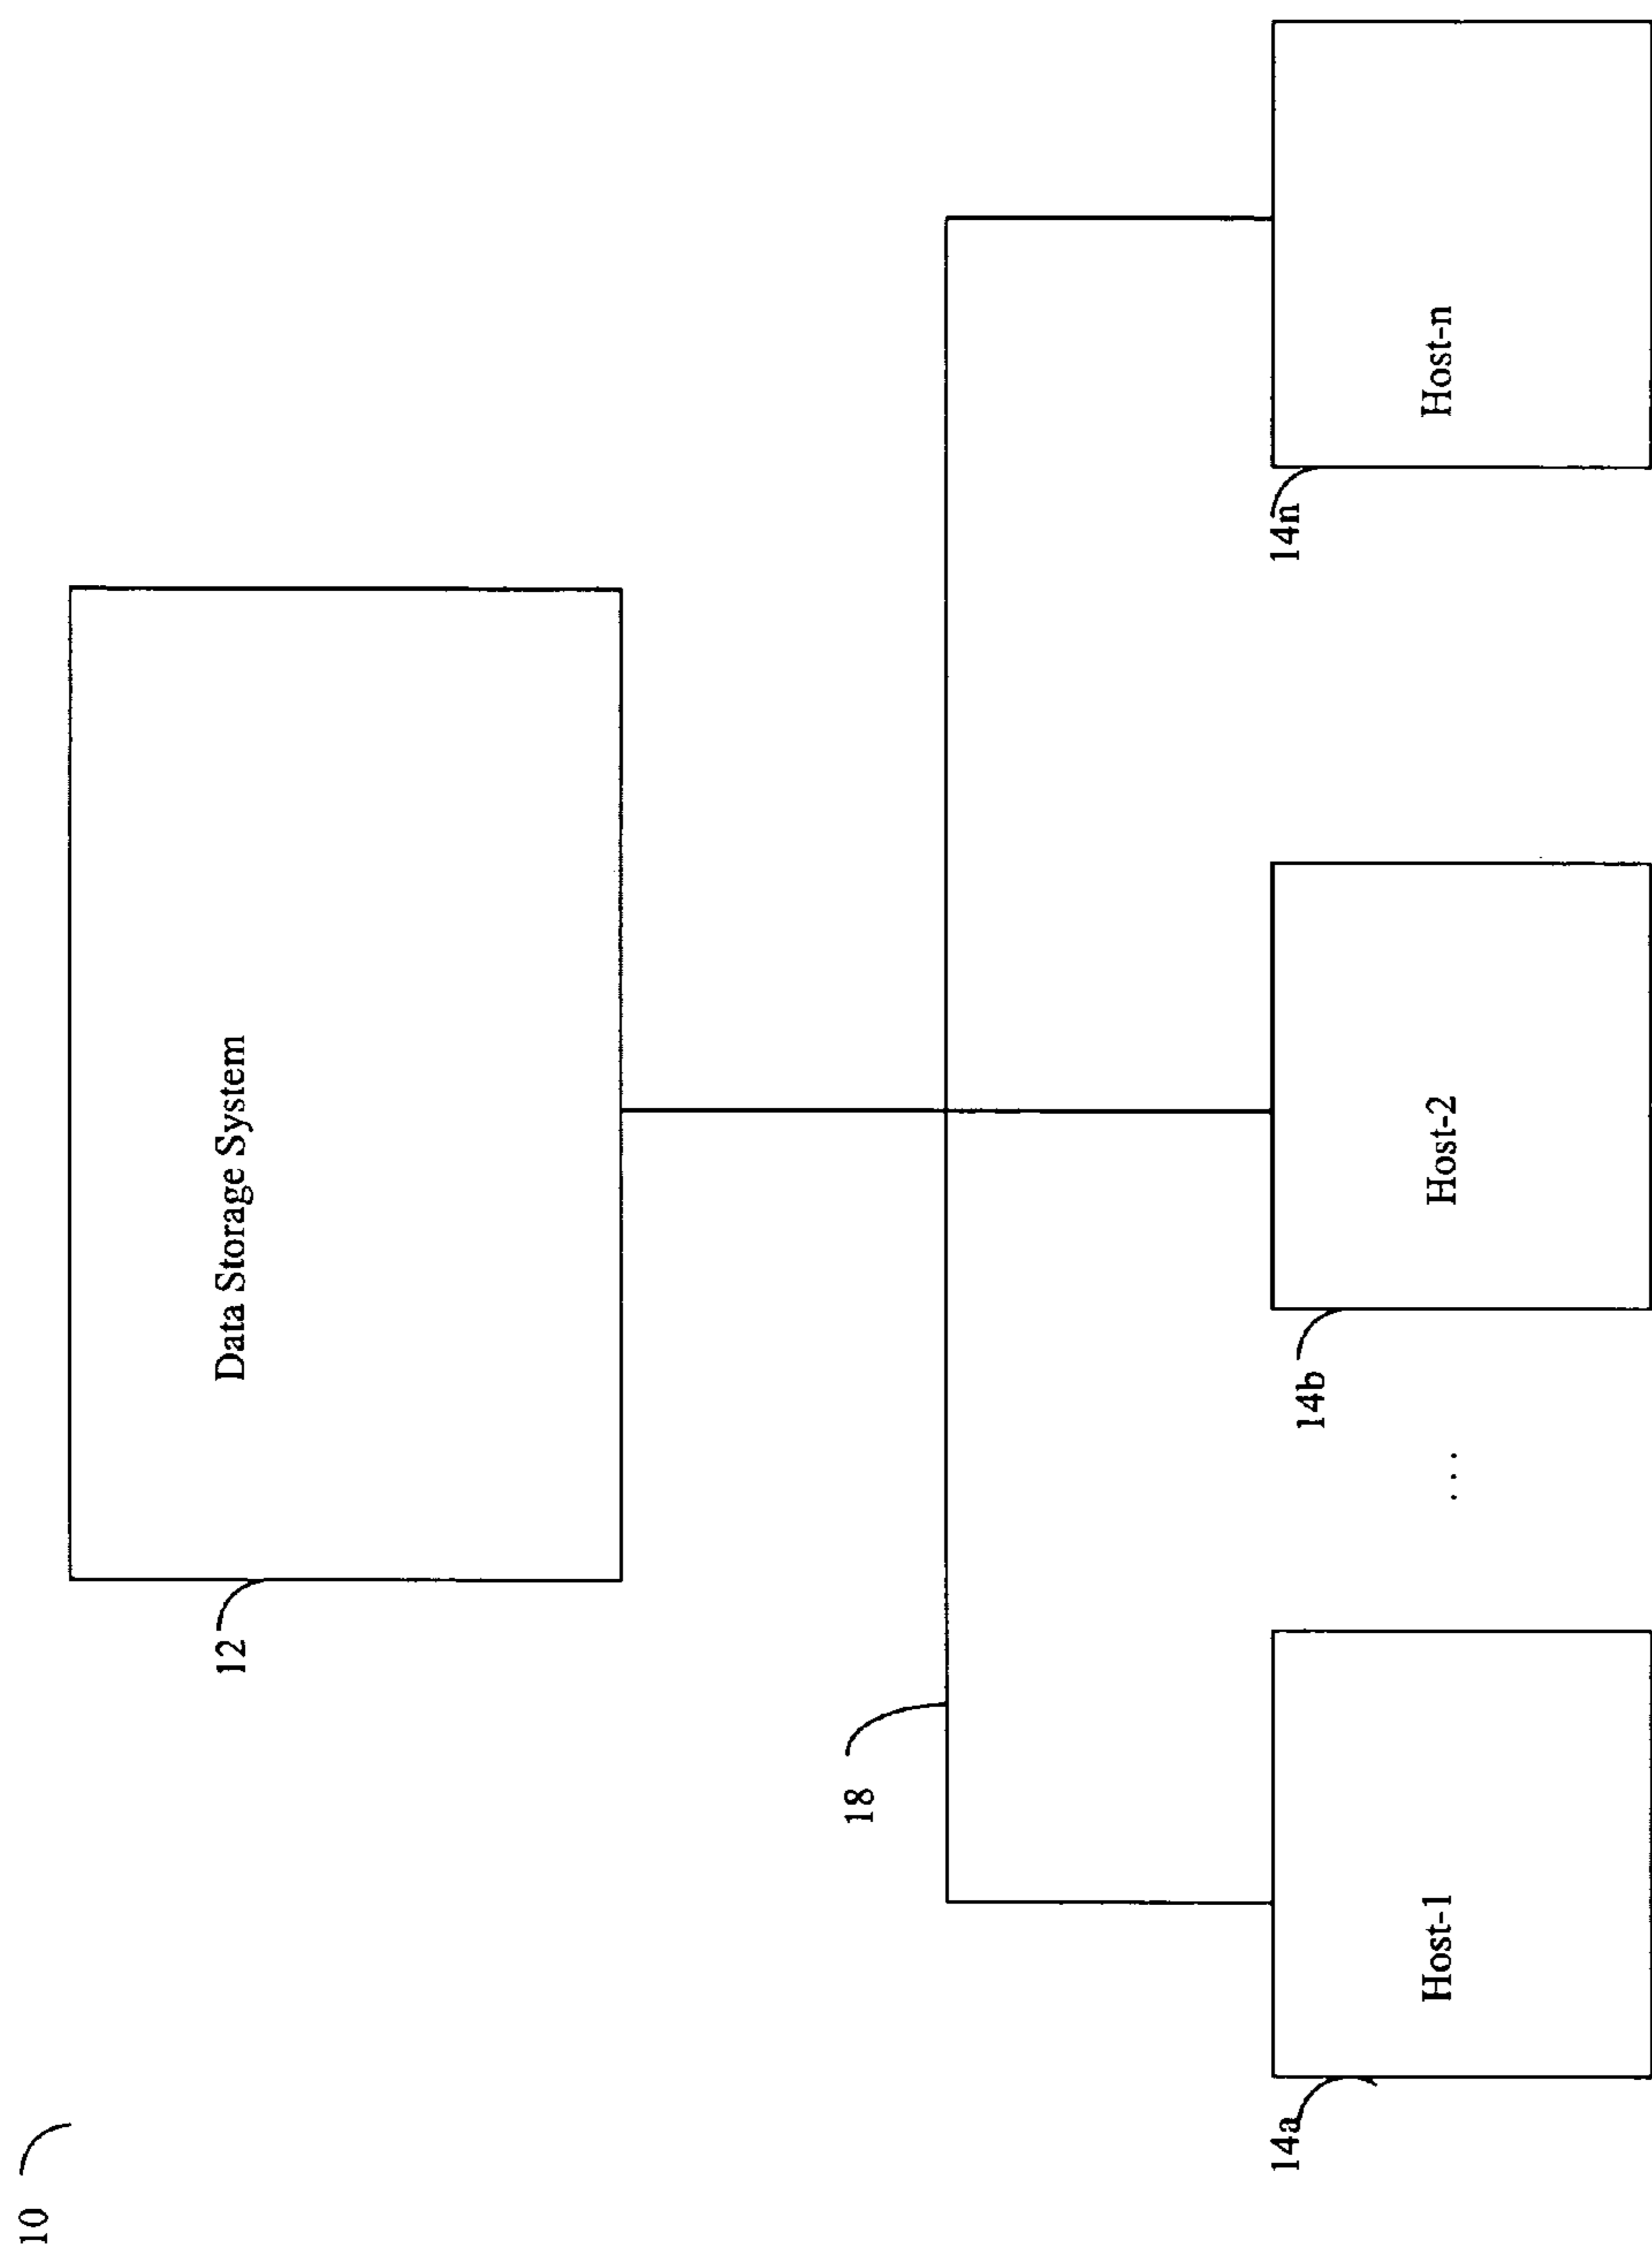 10
12
Data Storage System
18
14a
Host-1
...
14b
Host-2
14n
Host-n